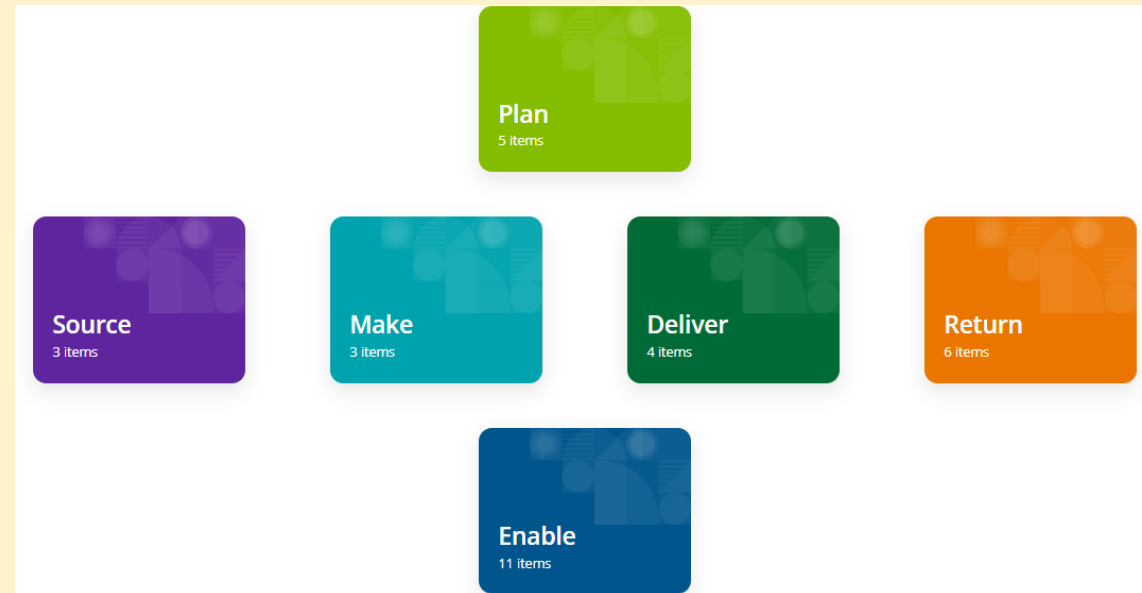 Plan
5 items
Source
3 items
Make
3 items
Deliver
4 items
Return
6 items
Enable
11 items